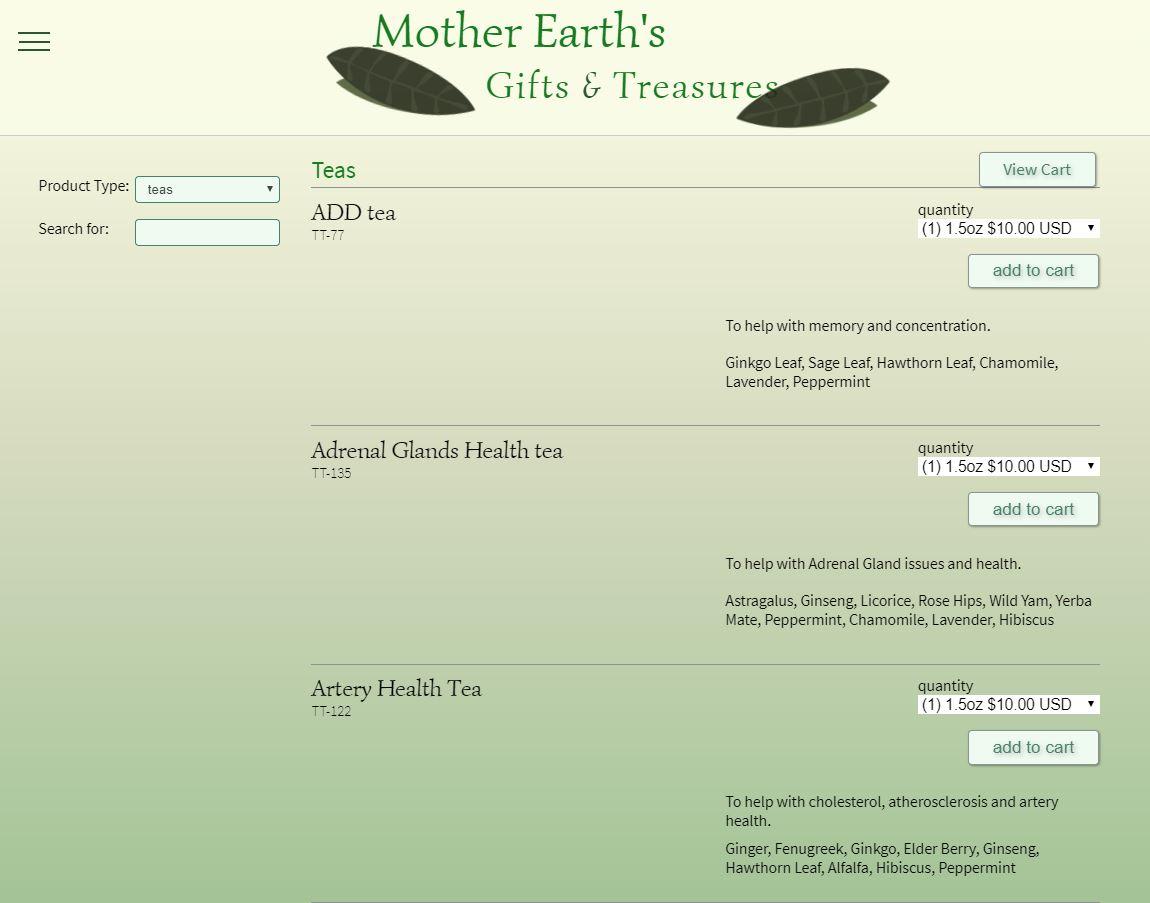 Mother Earth's
Gifts & Treasures
Product Type:
teas
Search for:
Teas
View Cart
ADD tea
TT-77
quantity
(1) 1.5oz $10.00 USD
add to cart
To help with memory and concentration.
Ginkgo Leaf, Sage Leaf, Hawthorn Leaf, Chamomile,
Lavender, Peppermint
Adrenal Glands Health tea
TT-135
quantity
(1) 1.5oz $10.00 USD
add to cart
To help with Adrenal Gland issues and health.
Astragalus, Ginseng, Licorice, Rose Hips, Wild Yam, Yerba
Mate, Peppermint, Chamomile, Lavender, Hibiscus
Artery Health Tea
TT-122
quantity
(1) 1.5oz $10.00 USD
add to cart
To help with cholesterol, atherosclerosis and artery
health.
Ginger, Fenugreek, Ginkgo, Elder Berry, Ginseng,
Hawthorn Leaf, Alfalfa, Hibiscus, Peppermint